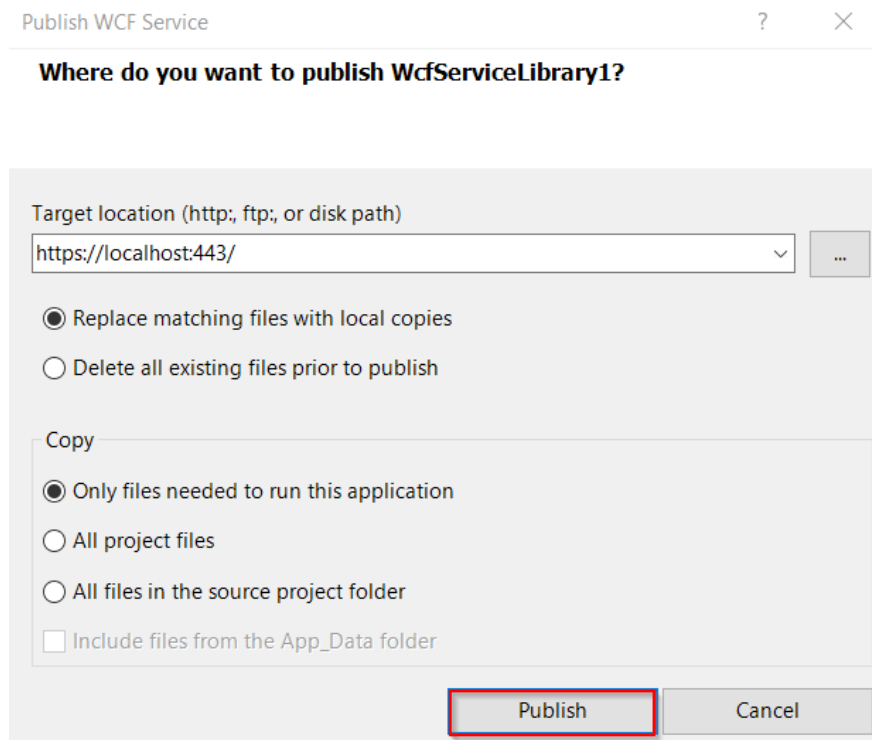 Publish WCF Service
?
Where do you want to publish WcfServiceLibrary1?
Target location (http:, ftp:, or disk path)
https://localhost:443/
...
Replace matching files with local copies
Delete all existing files prior to publish
Copy
Only files needed to run this application
All project files
All files in the source project folder
Include files from the App_Data folder
Publish
Cancel